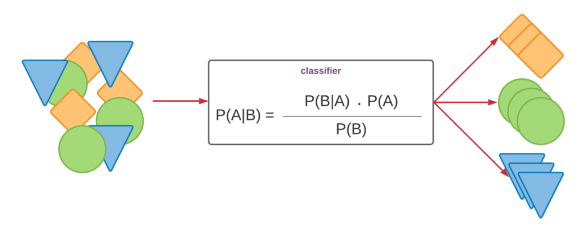 classifier
P(B|A) . P(A)
P(A|B) =
P(B)